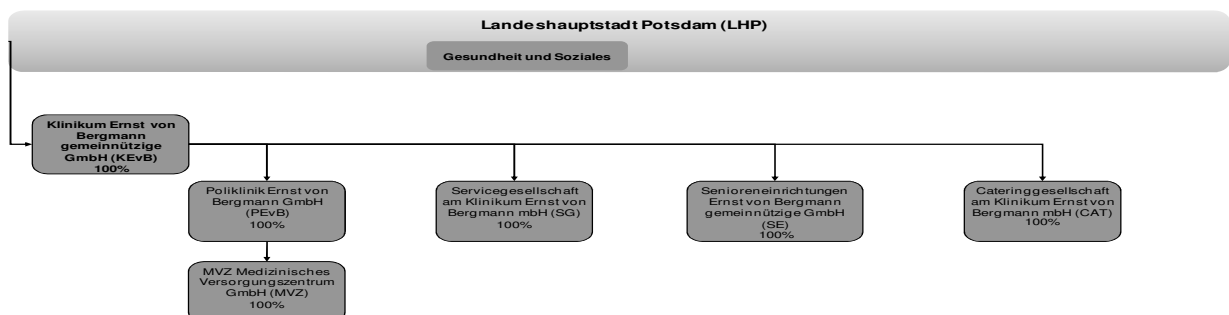 Landeshauptstadt Potsdam (LHP)
Gesundheit und Soziales
Klinikum Ernst von
Bergmann
gemeinnützige
GmbH (KEvB)
100%
Poliklinik Ernst von
Bergmann GmbH
(PEvB)
100%
Servicegesellschaft
am Klinikum Ernst von
Bergmann mbH (SG)
100%
Senioreneinrichtungen
Ernst von Bergmann
gemeinnützige GmbH
(SE)
100%
Cateringgesellschaft
am Klinikum Ernst von
Bergmann mbH (CAT)
100%
MVZ Medizinisches
Versorgungszentrum
GmbH (MVZ)
100%